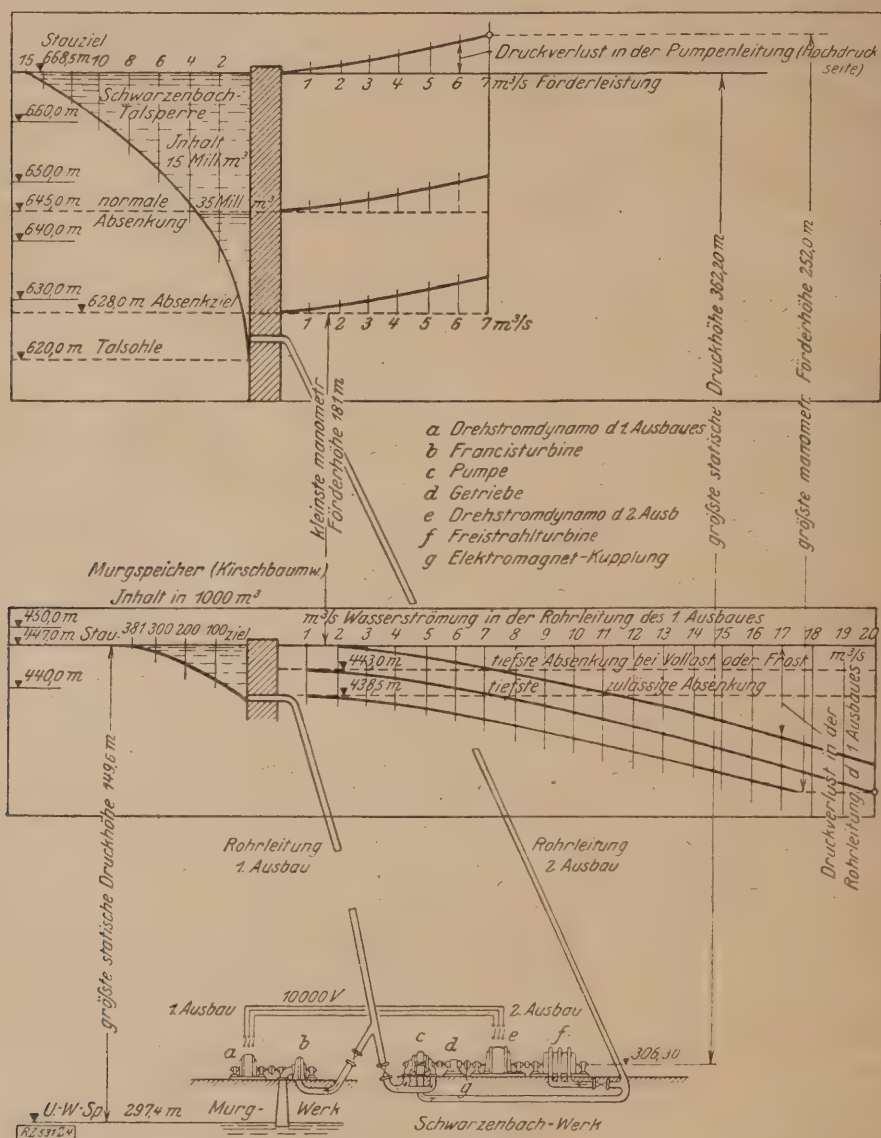 Stauziel
668,5m
15 10 8 6 4 2
Schwarzenbach-
Talsperre
Inhalt
15 Mill m³
660,0 m
650,0 m
645,0 m normale
Absenkung
35 Mill m³
640,0 m
630,0 m
628,0 m Absenkziel
620,0 m Talsohle
Druckverlust in der Pumpenleitung (Hochdruck
seite)
1 2 3 4 5 6 7 m³/s Förderleistung
1 2 3 4 5 6 7 m³/s
kleinste manometr
Förderhöhe 181 m
größte statische Druckhöhe 362,20 m
größte manometr. Förderhöhe 252,0 m
a Drehstromdynamo d 1. Ausbaues
b Francisturbine
c Pumpe
d Getriebe
e Drehstromdynamo d 2. Ausb
f Freistrahlturbine
g Elektromagnet-Kupplung
Murgspeicher (Kirschbaumw.)
Inhalt in 1000 m³
450,0 m
447,0 m Stau- 381 300 200 100 ziel
440,0 m
m³/s Wasserströmung in der Rohrleitung des 1. Ausbaues
1 2 3 4 5 6 7 8 9 10 11 12 13 14 15 16 17 18 19 20
m³/s
443,0 m tiefste Absenkung bei Vollast oder Frost
438,5 m tiefste zulässige Absenkung
Druckverlust in der
Rohrleitung d 1 Ausbaues
größte statische Druckhöhe 149,6 m
Rohrleitung
1. Ausbau
Rohrleitung
2. Ausbau
1. Ausbau 10000 V 2. Ausbau
a b c d e f
g
306,30
U.-W-Sp 297,4 m
Murg- Werk
Schwarzenbach-Werk
RZ 531 Z 4